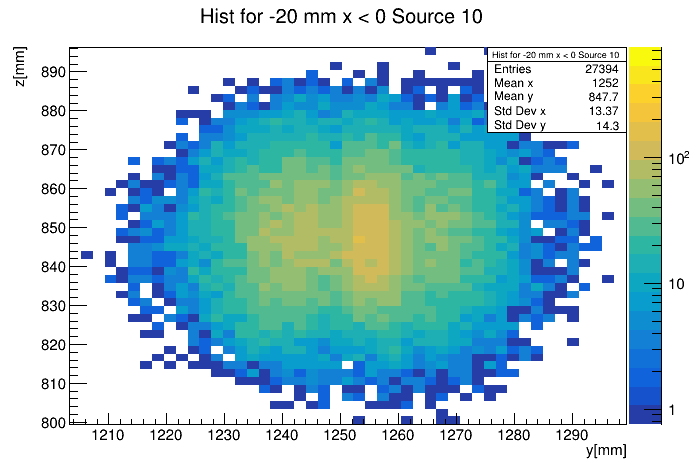 Hist for -20 mm x < 0 Source 10
z[mm]
Hist for -20 mm x < 0 Source 10
Entries 27394
Mean x 1252
Mean y 847.7
Std Dev x 13.37
Std Dev y 14.3
890
880
870
860
850
840
830
820
810
800
1210 1220 1230 1240 1250 1260 1270 1280 1290
y[mm]
10²
10
1